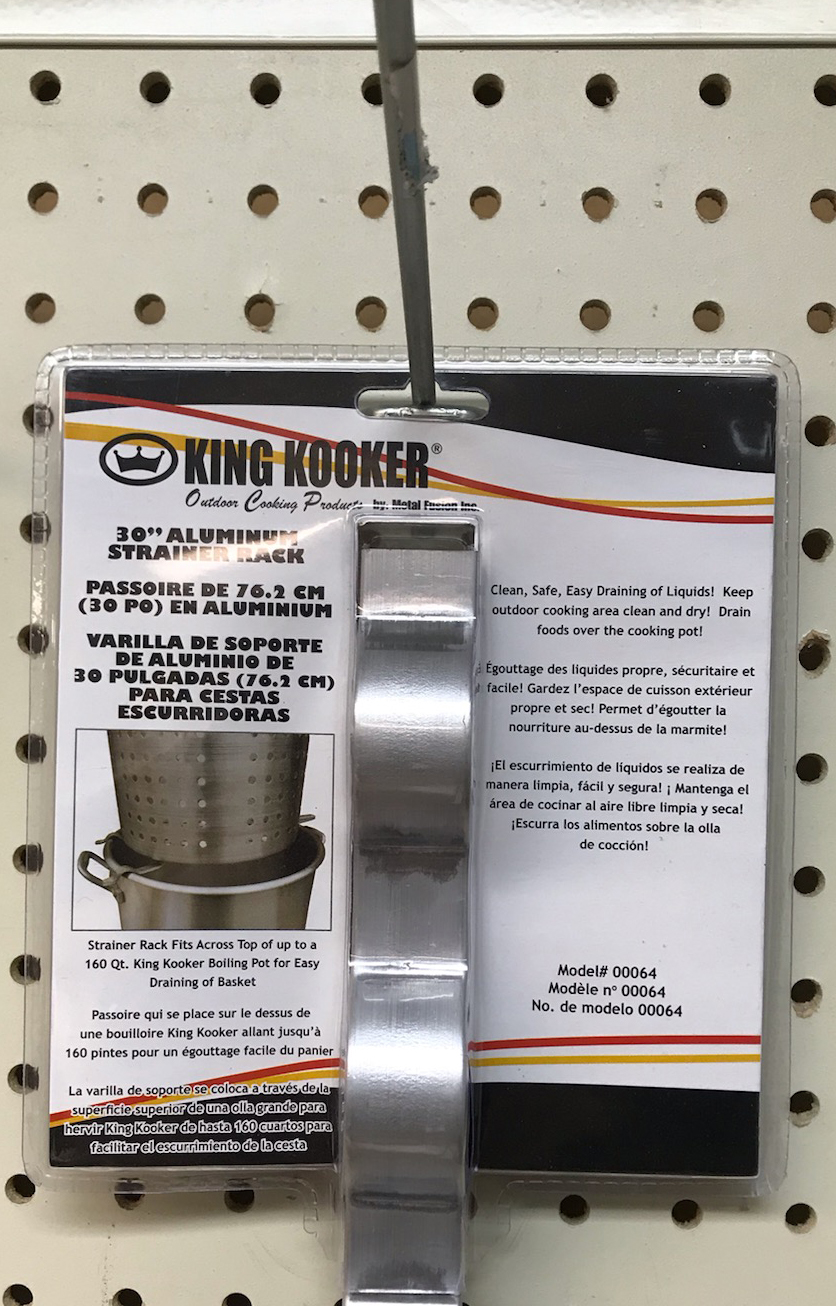 KING KOOKER®
Outdoor Cooking Products by: Metal Fusion Inc.
30” ALUMINUM
STRAINER RACK
PASSOIRE DE 76.2 CM
(30 PO) EN ALUMINIUM
VARILLA DE SOPORTE
DE ALUMINIO DE
30 PULGADAS (76.2 CM)
PARA CESTAS
ESCURRIDORAS
Strainer Rack Fits Across Top of up to a
160 Qt. King Kooker Boiling Pot for Easy
Draining of Basket
Passoire qui se place sur le dessus de
une bouilloire King Kooker allant jusqu’à
160 pintes pour un égouttage facile du panier
La varilla de soporte se coloca a través de la
superficie superior de una olla grande para
hervir King Kooker de hasta 160 cuartos para
facilitar el escurrimiento de la cesta
Clean, Safe, Easy Draining of Liquids! Keep
outdoor cooking area clean and dry! Drain
foods over the cooking pot!
Égouttage des liquides propre, sécuritaire et
facile! Gardez l’espace de cuisson extérieur
propre et sec! Permet d’égoutter la
nourriture au-dessus de la marmite!
¡El escurrimiento de líquidos se realiza de
manera limpia, fácil y segura! ¡ Mantenga el
área de cocinar al aire libre limpia y seca!
¡Escurra los alimentos sobre la olla
de cocción!
Model# 00064
Modèle nº 00064
No. de modelo 00064